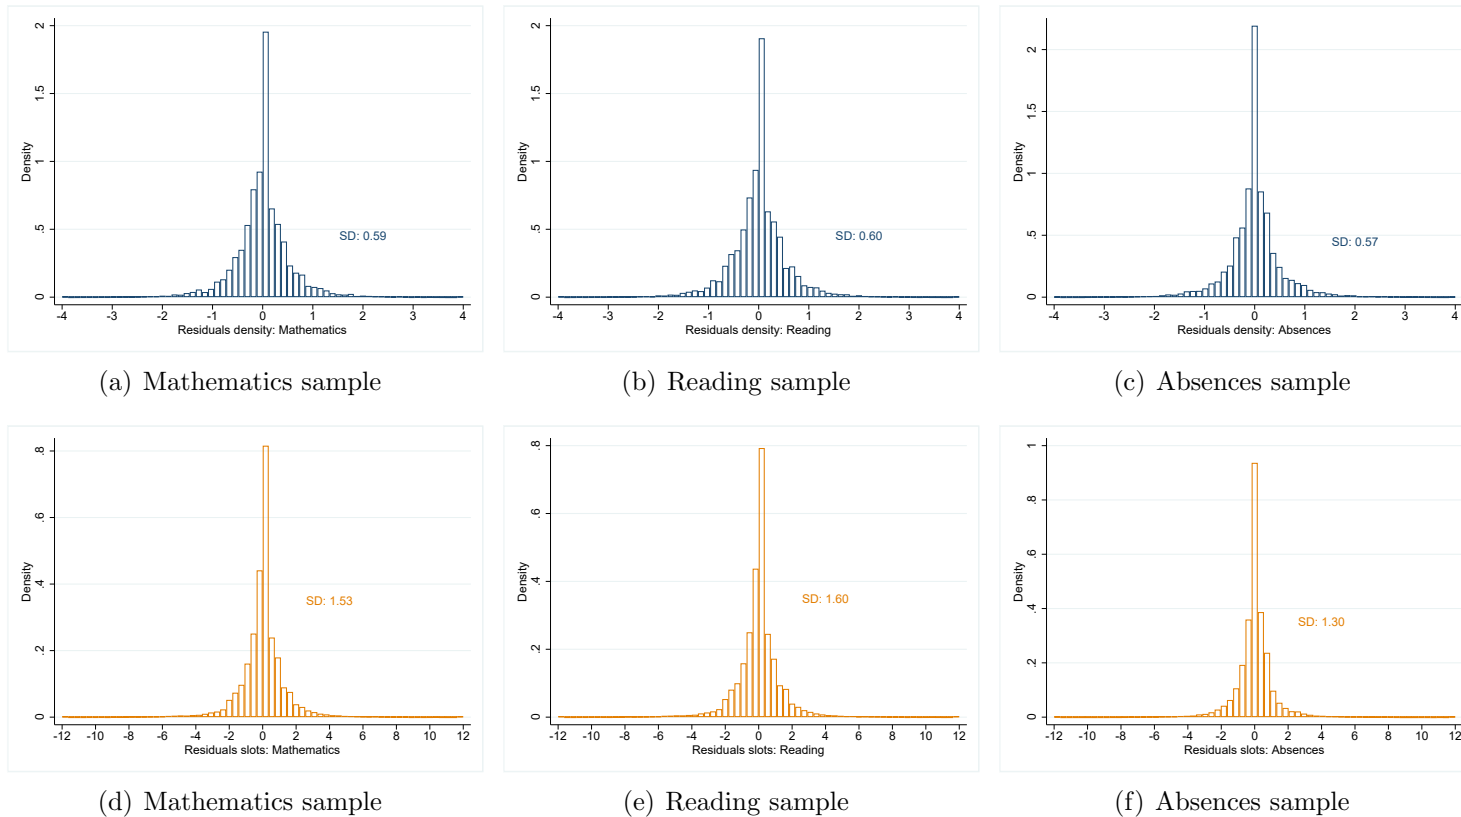 Density
0 .5 1 1.5 2
SD: 0.59
-4 -3 -2 -1 0 1 2 3 4
Residuals density: Mathematics
(a) Mathematics sample
Density
0 .5 1 1.5 2
SD: 0.60
-4 -3 -2 -1 0 1 2 3 4
Residuals density: Reading
(b) Reading sample
Density
0 .5 1 1.5 2
SD: 0.57
-4 -3 -2 -1 0 1 2 3 4
Residuals density: Absences
(c) Absences sample
Density
0 .2 .4 .6 .8
SD: 1.53
-12 -10 -8 -6 -4 -2 0 2 4 6 8 10 12
Residuals slots: Mathematics
(d) Mathematics sample
Density
0 .2 .4 .6 .8
SD: 1.60
-12 -10 -8 -6 -4 -2 0 2 4 6 8 10 12
Residuals slots: Reading
(e) Reading sample
Density
0 .2 .4 .6 .8 1
SD: 1.30
-12 -10 -8 -6 -4 -2 0 2 4 6 8 10 12
Residuals slots: Absences
(f) Absences sample